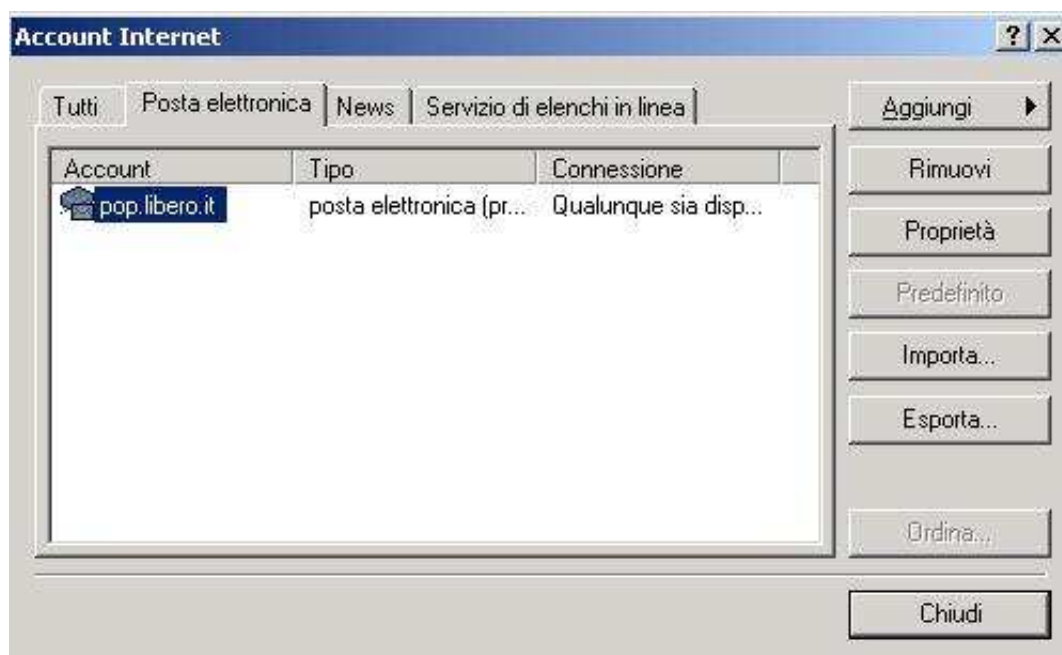 Account Internet
Tutti Posta elettronica News Servizio di elenchi in linea
Account Tipo Connessione
pop.libero.it posta elettronica (pr... Qualunque sia disp...
Aggiungi
Rimuovi
Proprietà
Predefinito
Importa...
Esporta...
Ordina...
Chiudi